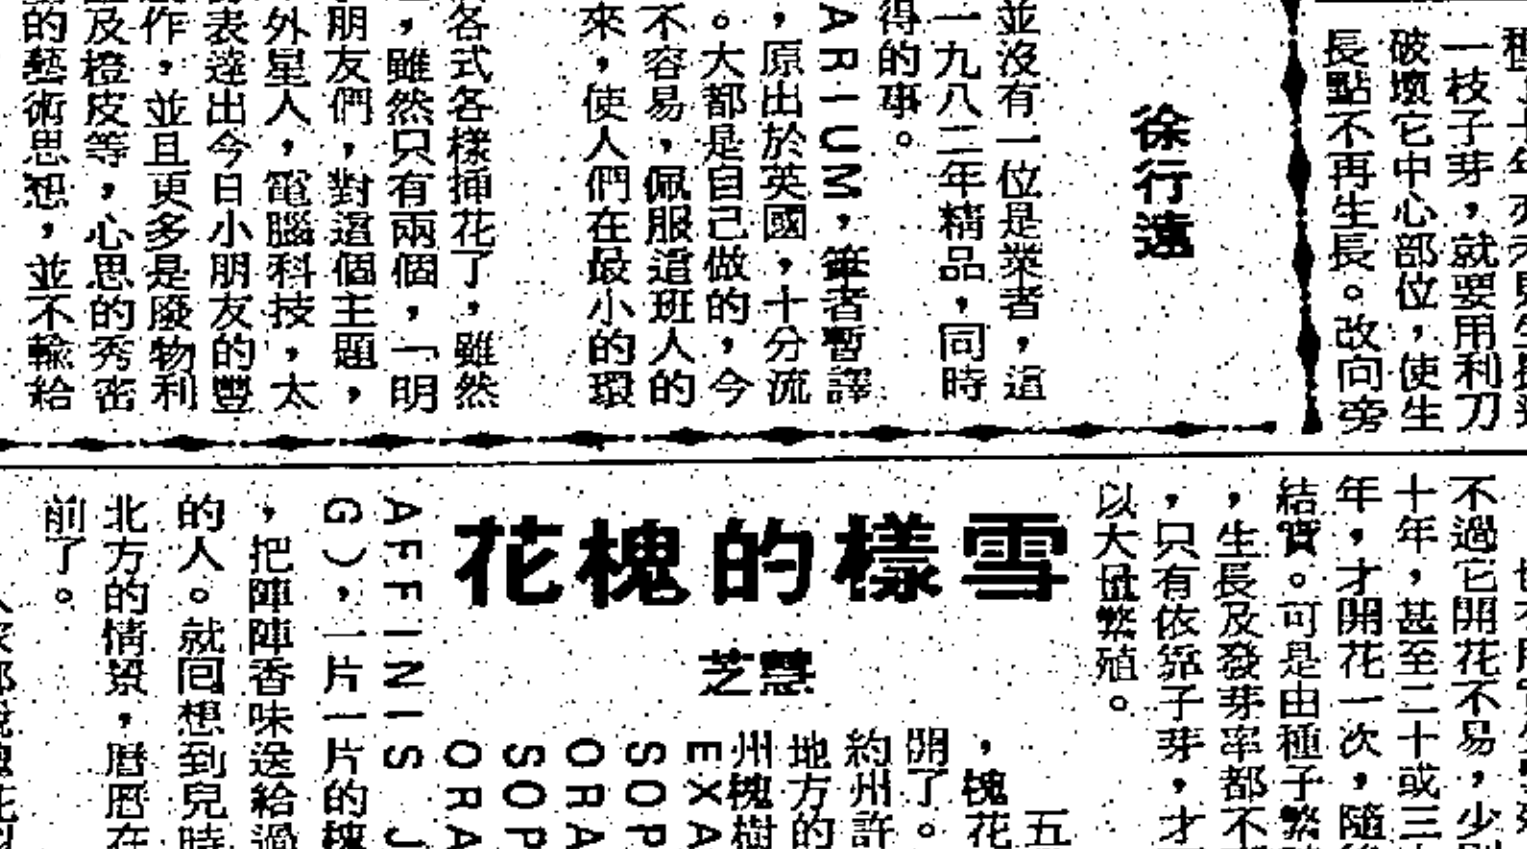 一枝子芽，就要用利刀
破壞它中心部位，使生
長點不再生長。改向旁
徐行遠
並沒有一位是業者，這
一九八二年精品，同時
得的事。
ARIUM，筆者暫譯
，原出於英國，十分流
。大都是自己做的，今
不容易，佩服這班人的
來，使人們在最小的環
各式各樣揷花了，雖然
，雖然只有兩個，「明
朋友們，對這個主題，
外星人，電腦科技，太
表達出今日小朋友的豐
作，並且更多是廢物利
及橙皮等，心思的秀密
的藝術思想，並不輸給
不過它開花不易，少則
十年，甚至二十或三
年，才開花一次，隨後
結實。可是由種子繁
，生長及發芽率都不
，只有依靠子芽，才
以大量繁殖。
雪樣的槐花
芝慧
五
，槐花
開了。
約州許
地方的
州槐樹
EXA
SOP
ORA
SOP
ORA
AFFINIS J
G），一片一片的槐
，把陣陣香味送給過
的人。就回想到兒時
北方的情景，曆曆在
前了。